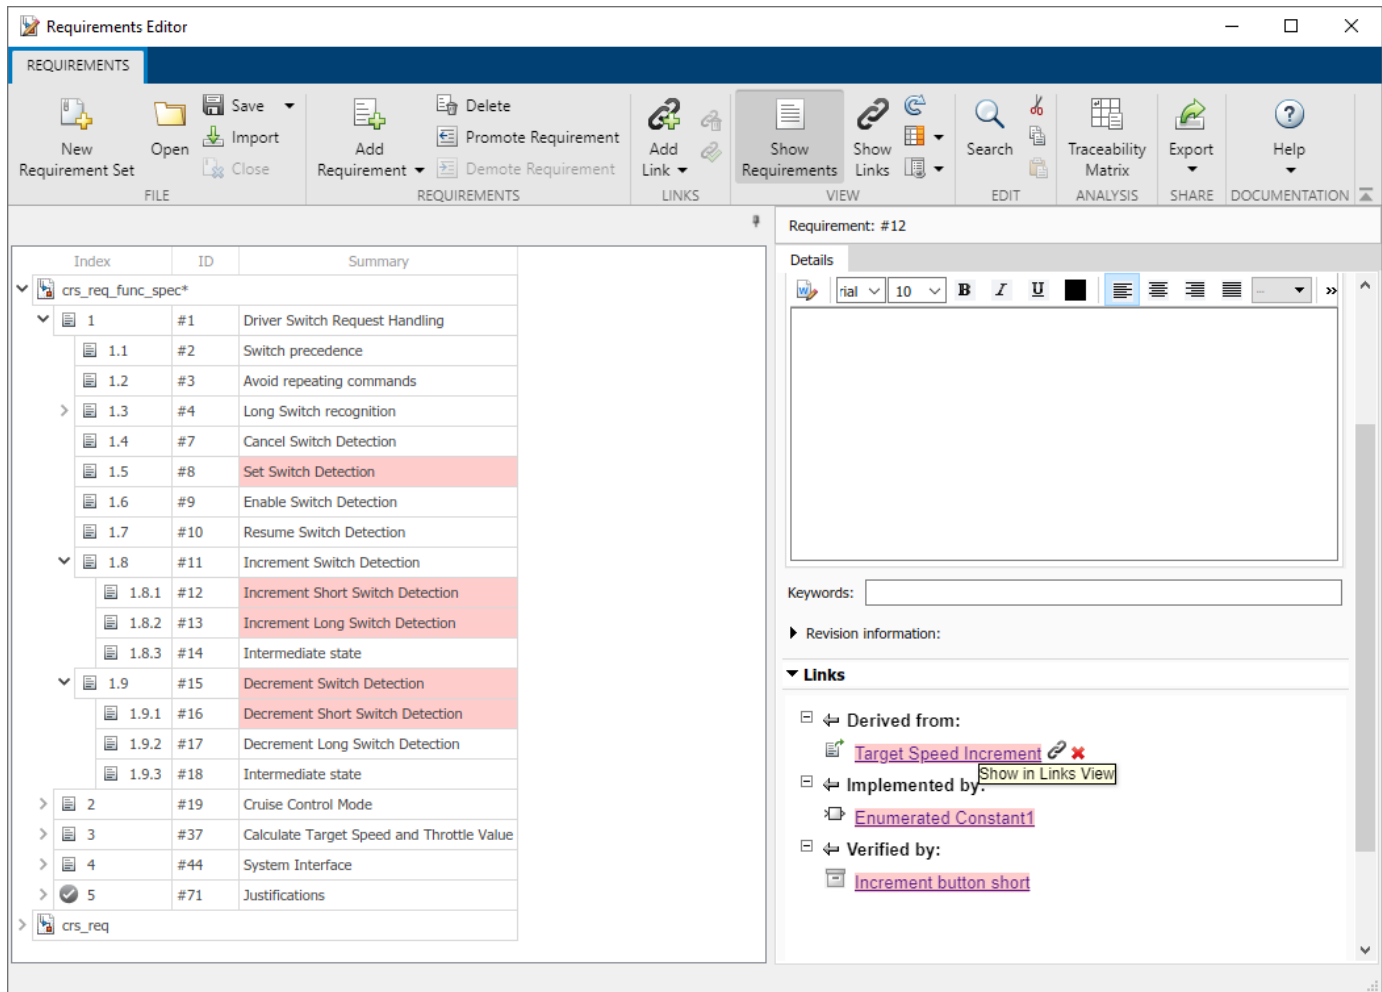 Requirements Editor
REQUIREMENTS
New
Requirement Set
Open
Save
Import
Close
FILE
Add
Requirement
Delete
Promote Requirement
Demote Requirement
REQUIREMENTS
Add
Link
LINKS
Show
Requirements
Show
Links
VIEW
Search
EDIT
Traceability
Matrix
ANALYSIS
Export
SHARE
Help
DOCUMENTATION
Index ID Summary
crs_req_func_spec*
1 #1 Driver Switch Request Handling
1.1 #2 Switch precedence
1.2 #3 Avoid repeating commands
1.3 #4 Long Switch recognition
1.4 #7 Cancel Switch Detection
1.5 #8 Set Switch Detection
1.6 #9 Enable Switch Detection
1.7 #10 Resume Switch Detection
1.8 #11 Increment Switch Detection
1.8.1 #12 Increment Short Switch Detection
1.8.2 #13 Increment Long Switch Detection
1.8.3 #14 Intermediate state
1.9 #15 Decrement Switch Detection
1.9.1 #16 Decrement Short Switch Detection
1.9.2 #17 Decrement Long Switch Detection
1.9.3 #18 Intermediate state
2 #19 Cruise Control Mode
3 #37 Calculate Target Speed and Throttle Value
4 #44 System Interface
5 #71 Justifications
crs_req
Requirement: #12
Details
rial 10 B I U ... »
Keywords:
Revision information:
Links
Derived from:
Target Speed Increment
Show in Links View
Implemented by:
Enumerated Constant1
Verified by:
Increment button short